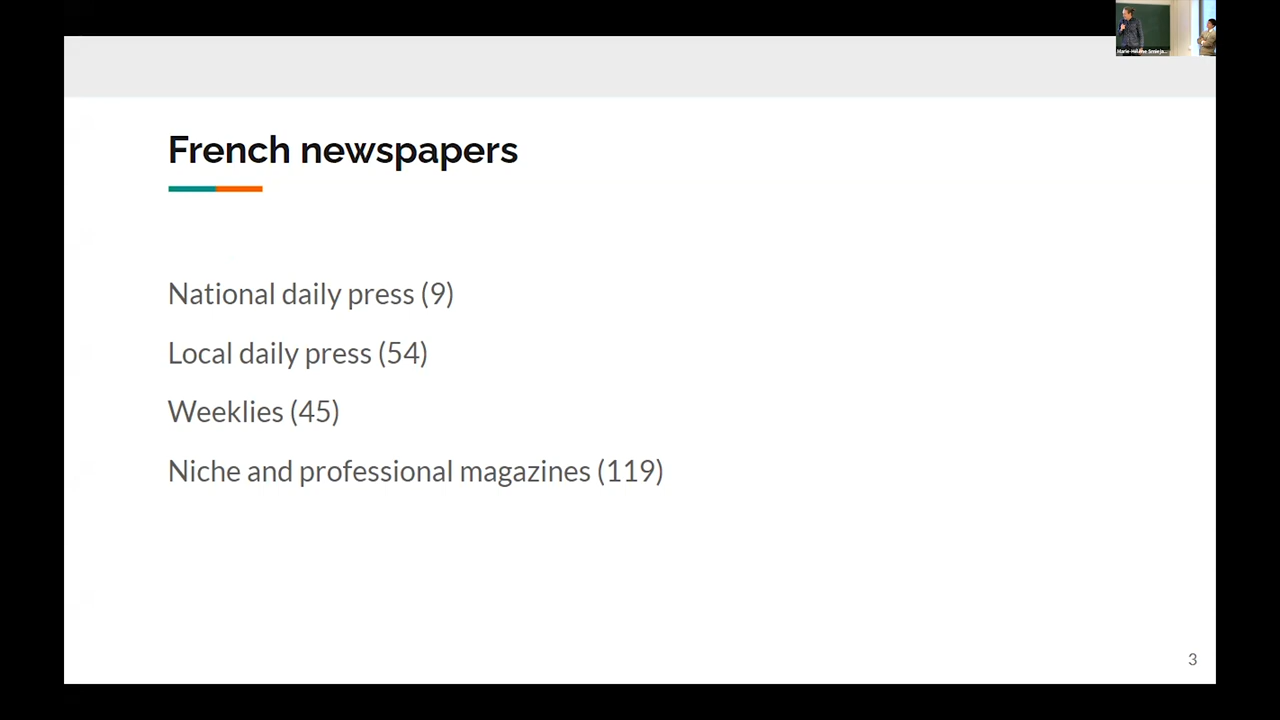 French newspapers
National daily press (9)
Local daily press (54)
Weeklies (45)
Niche and professional magazines (119)
3